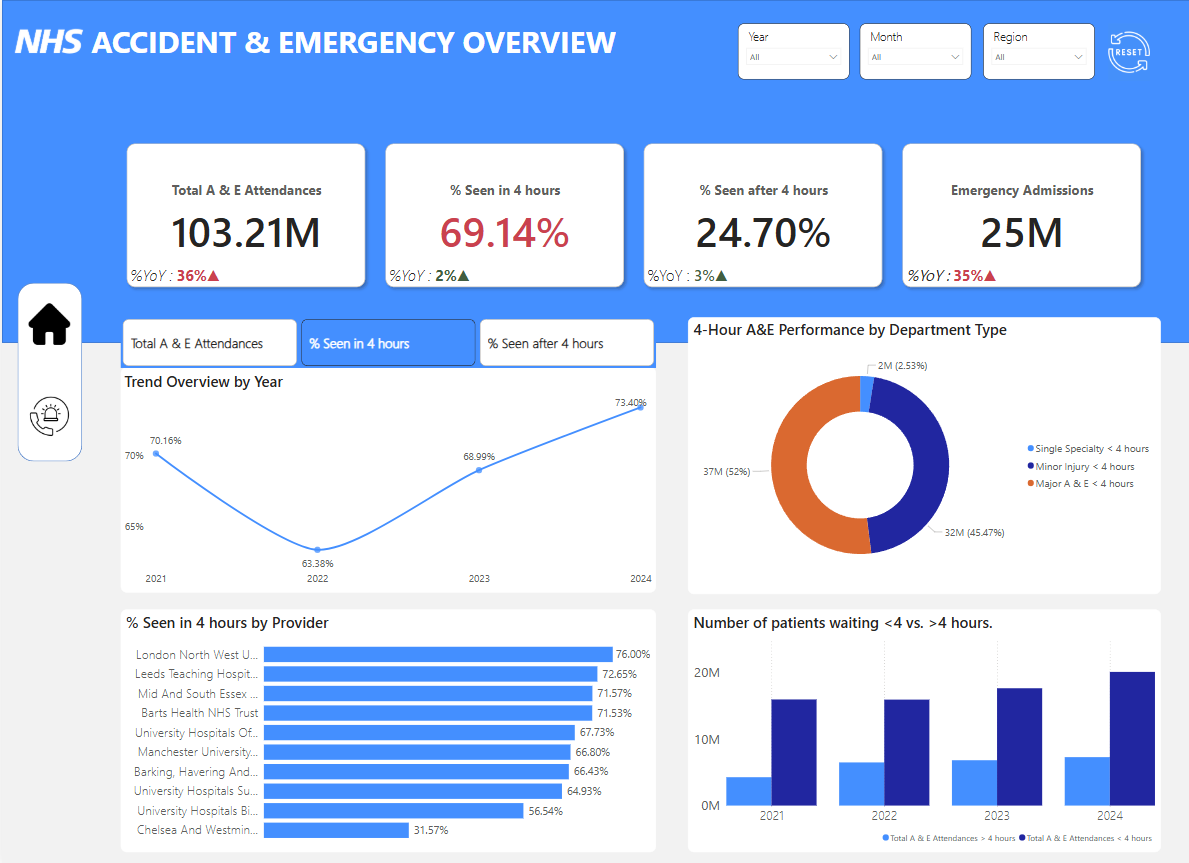 NHS ACCIDENT & EMERGENCY OVERVIEW
Year
All
Month
All
Region
All
RESET
Total A & E Attendances
103.21M
%YoY : 36%▲
% Seen in 4 hours
69.14%
%YoY : 2%▲
% Seen after 4 hours
24.70%
%YoY : 3%▲
Emergency Admissions
25M
%YoY : 35%▲
Total A & E Attendances
% Seen in 4 hours
% Seen after 4 hours
Trend Overview by Year
70%
65%
70.16%
63.38%
68.99%
73.40%
2021
2022
2023
2024
4-Hour A&E Performance by Department Type
2M (2.53%)
37M (52%)
32M (45.47%)
Single Specialty < 4 hours
Minor Injury < 4 hours
Major A & E < 4 hours
% Seen in 4 hours by Provider
London North West U... 76.00%
Leeds Teaching Hospit... 72.65%
Mid And South Essex ... 71.57%
Barts Health NHS Trust 71.53%
University Hospitals Of... 67.73%
Manchester University... 66.80%
Barking, Havering And... 66.43%
University Hospitals Su... 64.93%
University Hospitals Bi... 56.54%
Chelsea And Westmin... 31.57%
Number of patients waiting <4 vs. >4 hours.
20M
10M
0M
2021
2022
2023
2024
Total A & E Attendances > 4 hours
Total A & E Attendances < 4 hours